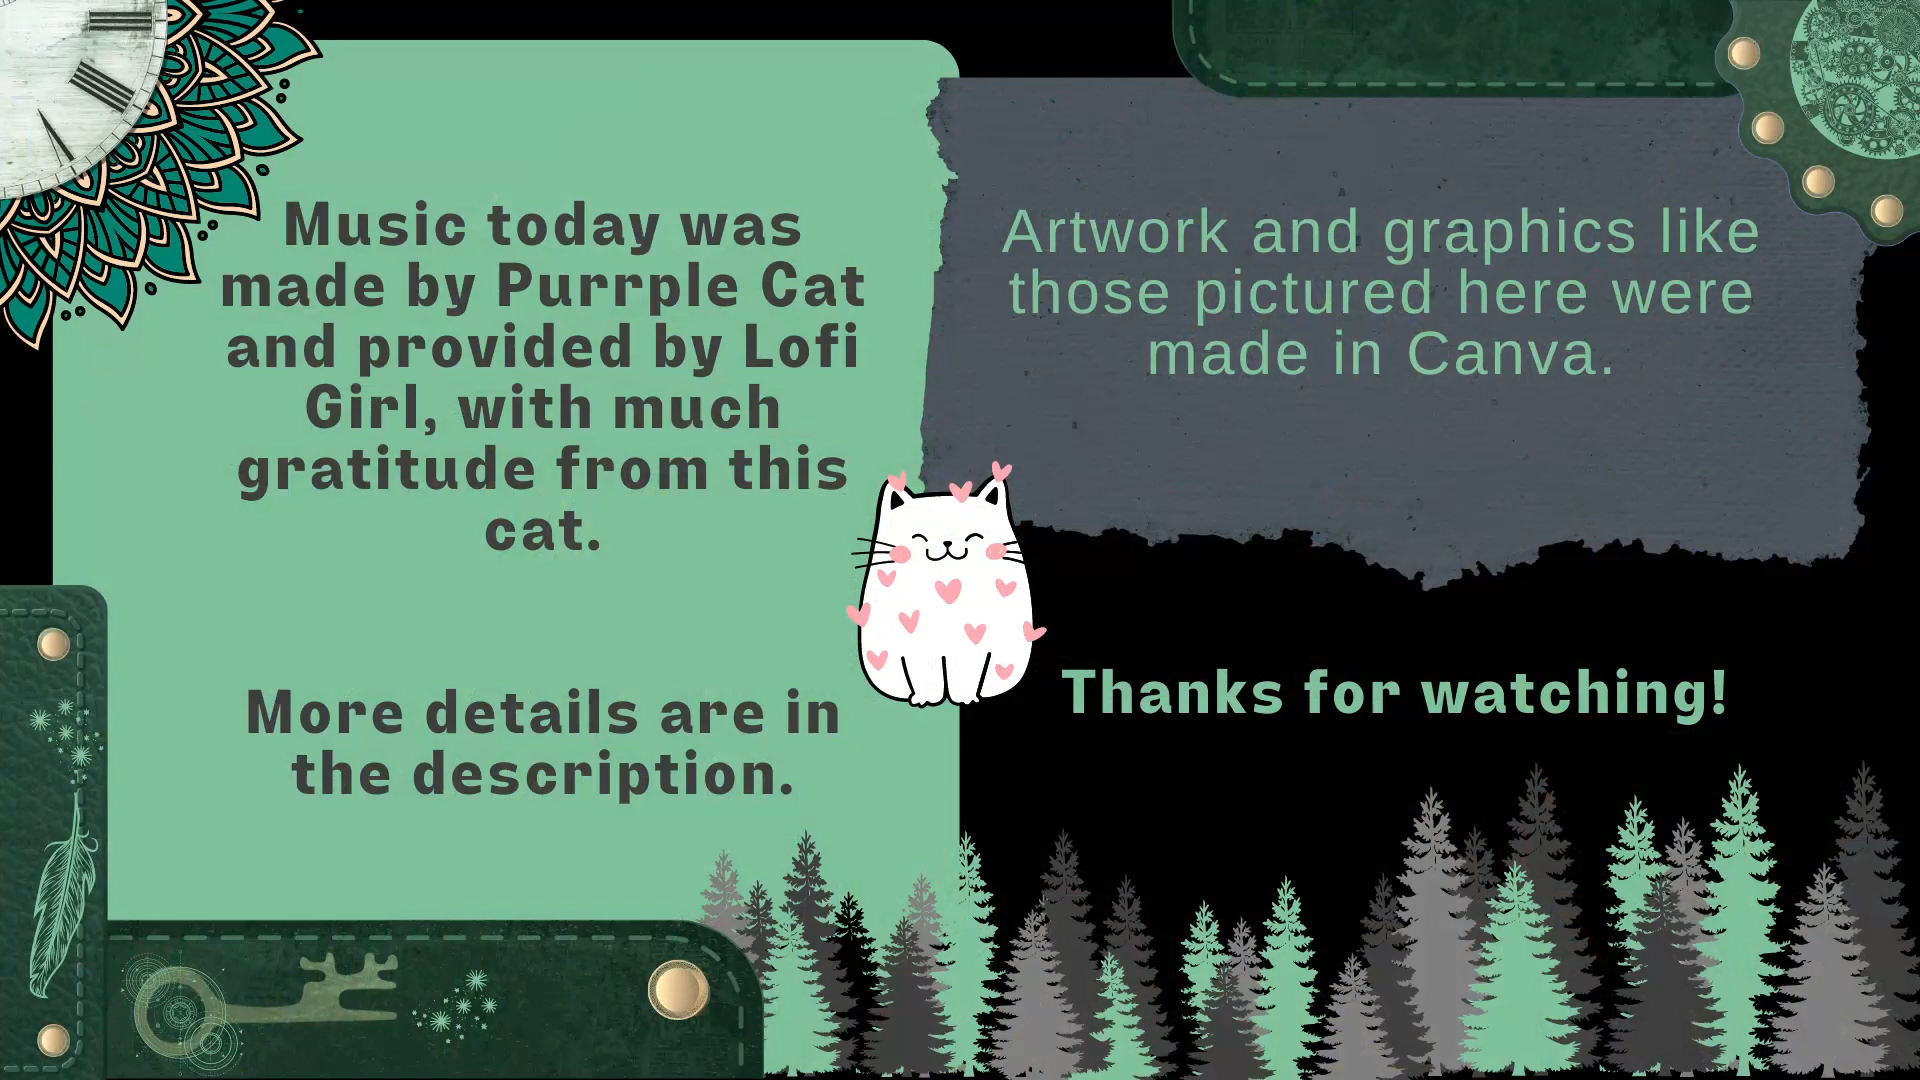 Music today was
made by Purrple Cat
and provided by Lofi
Girl, with much
gratitude from this
cat.
More details are in
the description.
Artwork and graphics like
those pictured here were
made in Canva.
Thanks for watching!